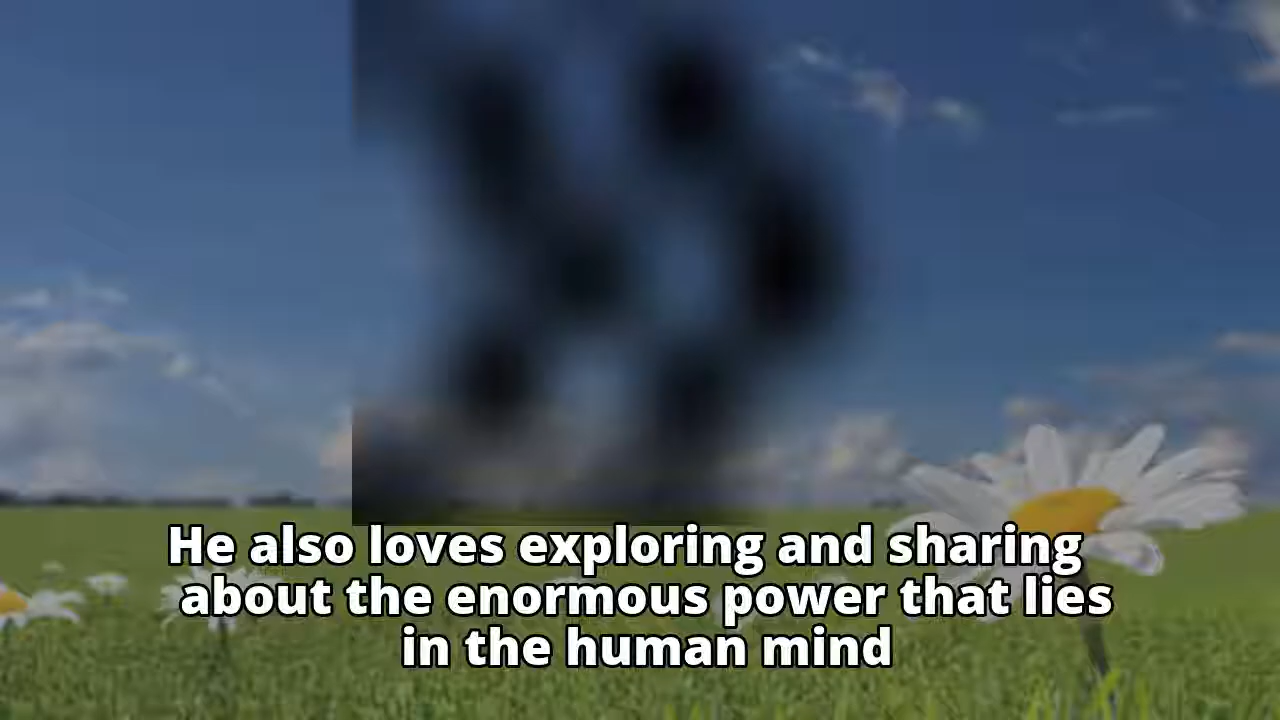 He also loves exploring and sharing
about the enormous power that lies
in the human mind